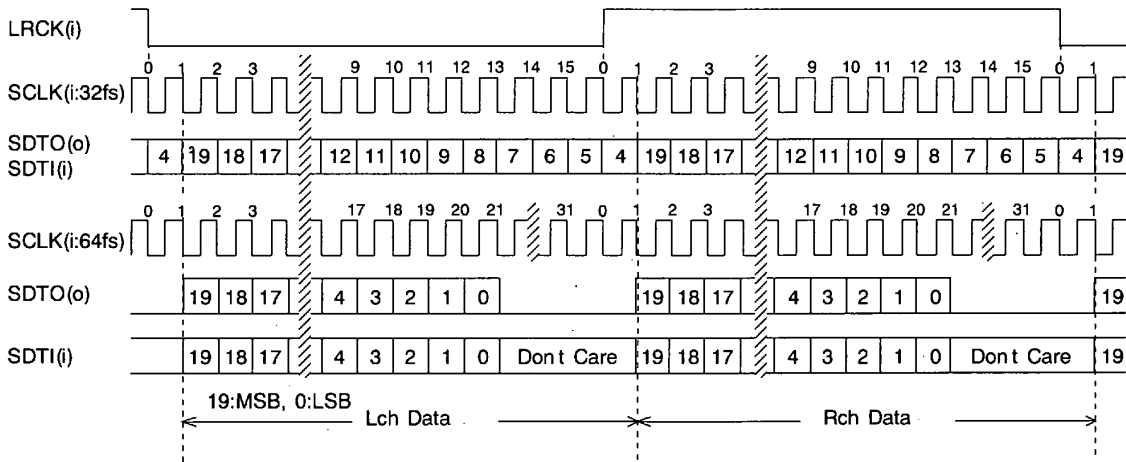 LRCK(i)
0 1 2 3 9 10 11 12 13 14 15 0 1 2 3 9 10 11 12 13 14 15 0 1
SCLK(i:32fs)
SDTO(o)
SDTI(i)
4 19 18 17 12 11 10 9 8 7 6 5 4 19 18 17 12 11 10 9 8 7 6 5 4 19
0 1 2 3 17 18 19 20 21 31 0 1 2 3 17 18 19 20 21 31 0 1
SCLK(i:64fs)
SDTO(o) 19 18 17 4 3 2 1 0 19 18 17 4 3 2 1 0 19
SDTI(i) 19 18 17 4 3 2 1 0 Don t Care 19 18 17 4 3 2 1 0 Don t Care 19
19:MSB, 0:LSB
Lch Data Rch Data